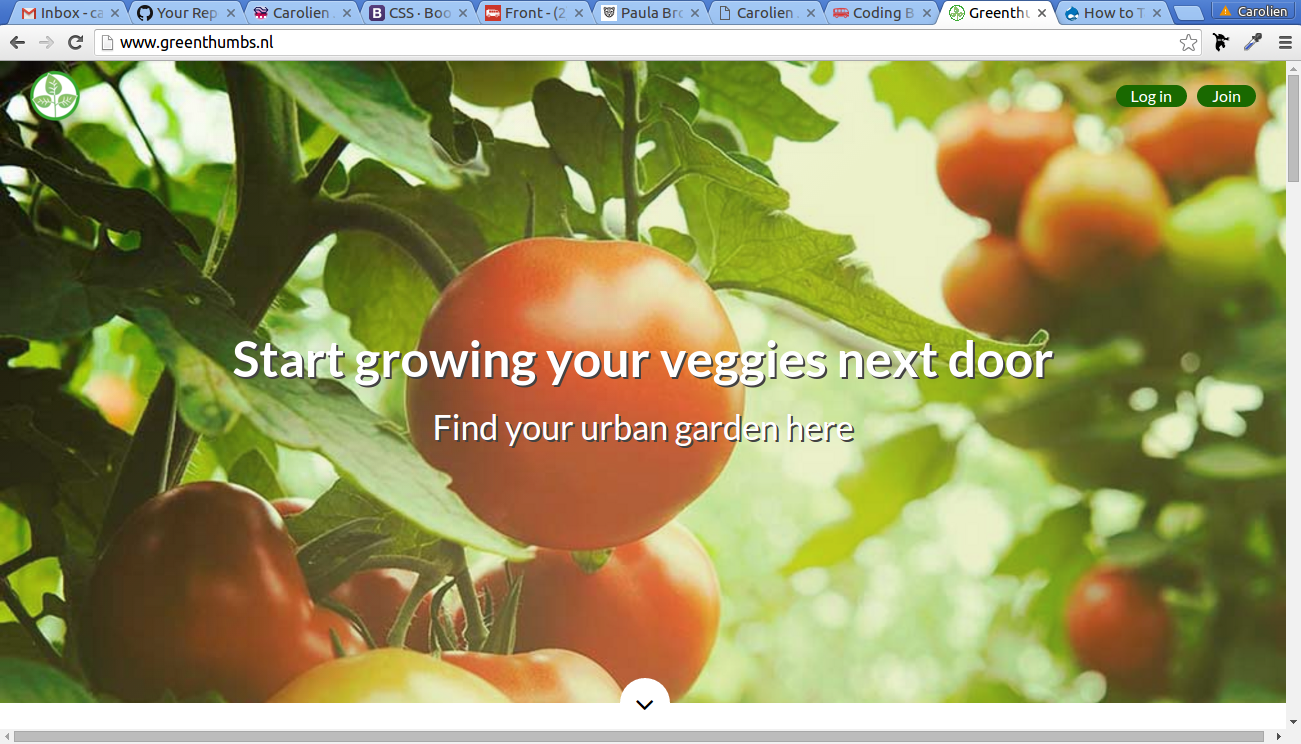 Inbox - ca
Your Rep
Carolien
CSS · Boo
Front - (2
Paula Bro
Carolien
Coding B
Greenthu
How to T
Carolien
www.greenthumbs.nl
Log in
Join
Start growing your veggies next door
Find your urban garden here